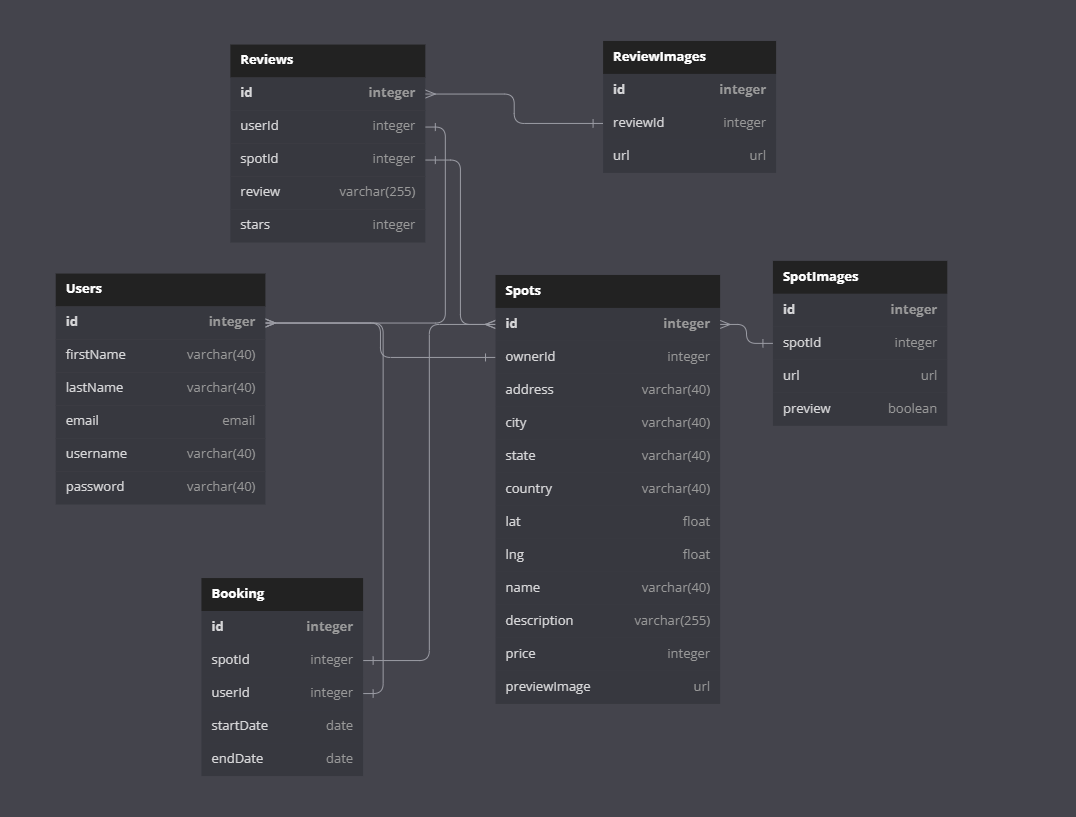 Reviews
id integer
userId integer
spotId integer
review varchar(255)
stars integer
ReviewImages
id integer
reviewId integer
url url
Users
id integer
firstName varchar(40)
lastName varchar(40)
email email
username varchar(40)
password varchar(40)
Spots
id integer
ownerId integer
address varchar(40)
city varchar(40)
state varchar(40)
country varchar(40)
lat float
lng float
name varchar(40)
description varchar(255)
price integer
previewImage url
SpotImages
id integer
spotId integer
url url
preview boolean
Booking
id integer
spotId integer
userId integer
startDate date
endDate date